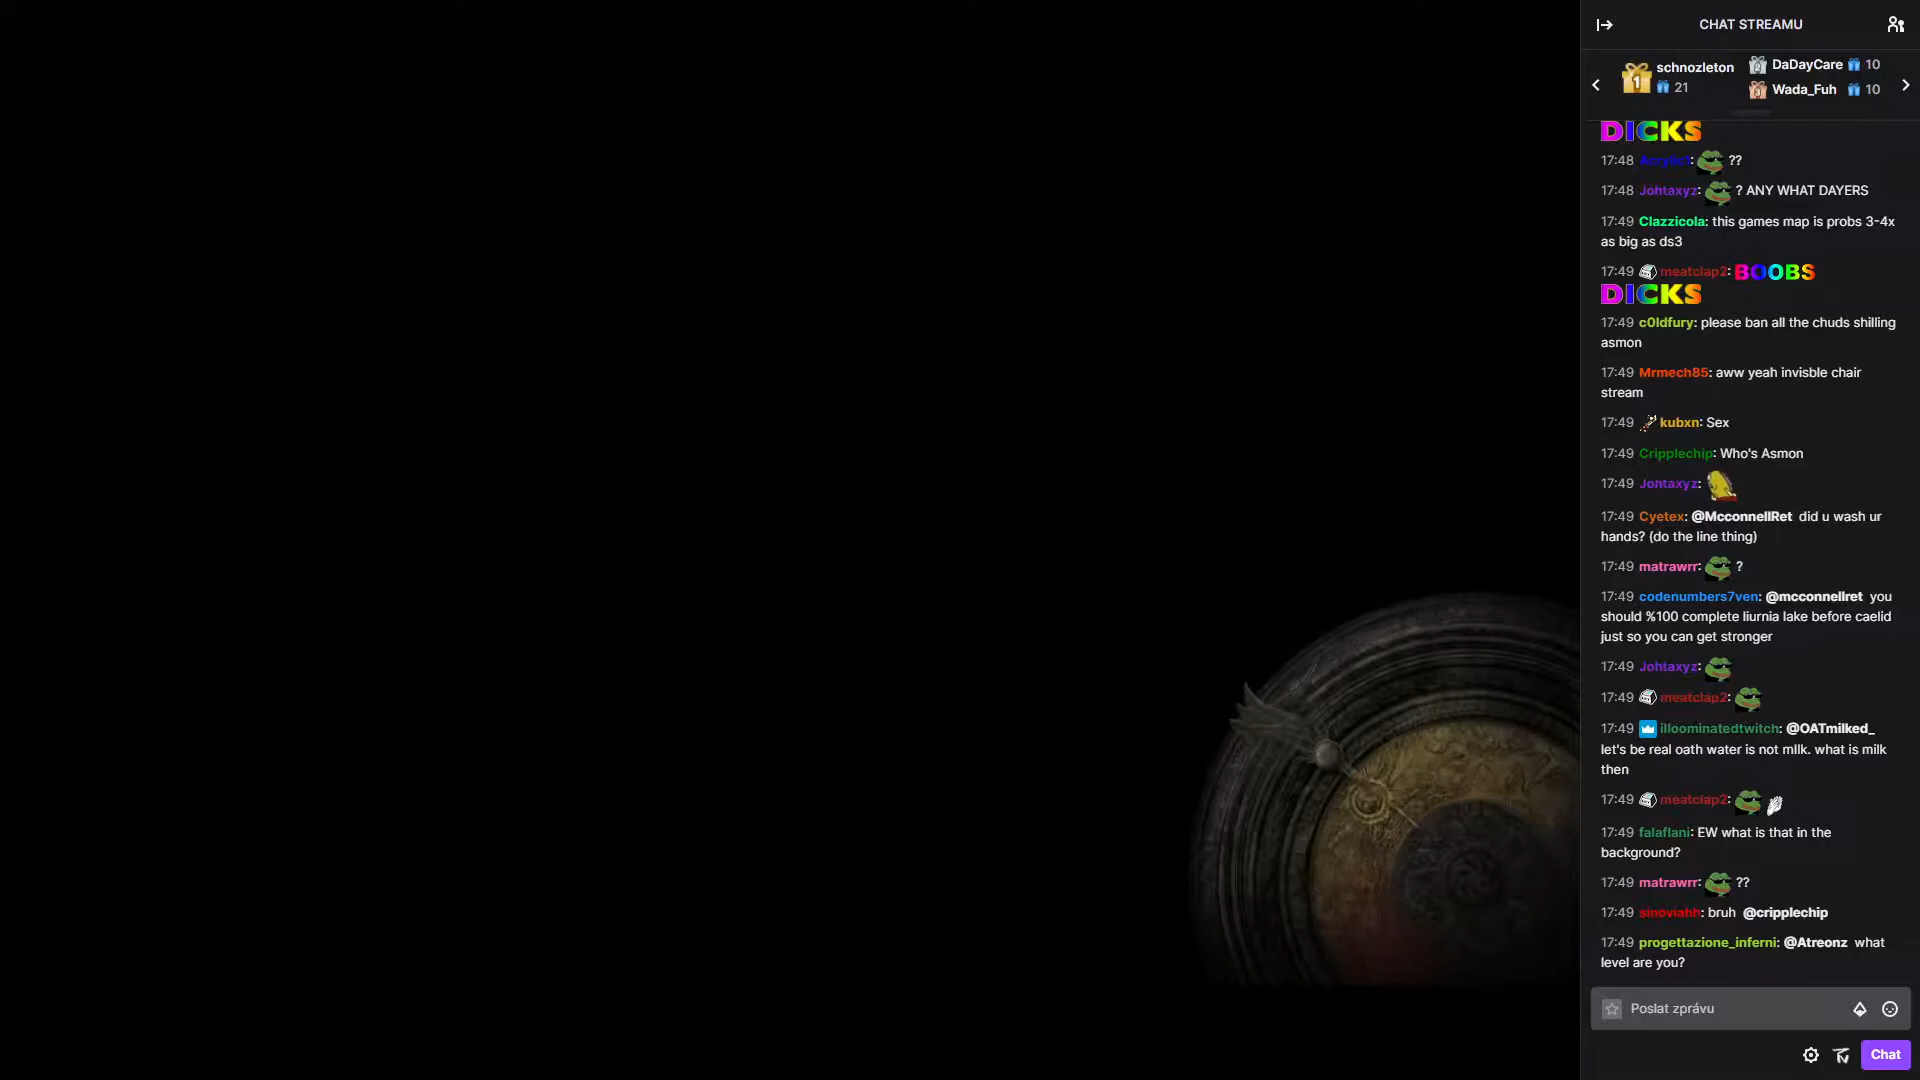 CHAT STREAMU
schnozleton
21
DaDayCare 10
Wada_Fuh 10
DICKS
17:48 Acrylic1: ??
17:48 Johtaxyz: ? ANY WHAT DAYERS
17:49 Clazzicola: this games map is probs 3-4x
as big as ds3
17:49 meatclap2: BOOBS
DICKS
17:49 c0ldfury: please ban all the chuds shilling
asmon
17:49 Mrmech85: aww yeah invisble chair
stream
17:49 kubxn: Sex
17:49 Cripplechip: Who's Asmon
17:49 Johtaxyz:
17:49 Cyetex: @McconnellRet did u wash ur
hands? (do the line thing)
17:49 matrawrr: ?
17:49 codenumbers7ven: @mcconnellret you
should %100 complete liurnia lake before caelid
just so you can get stronger
17:49 Johtaxyz:
17:49 meatclap2:
17:49 illoominatedtwitch: @OATmilked_
let's be real oath water is not mllk. what is milk
then
17:49 meatclap2:
17:49 falaflani: EW what is that in the
background?
17:49 matrawrr: ??
17:49 sinoviahh: bruh @cripplechip
17:49 progettazione_inferni: @Atreonz what
level are you?
Poslat zprávu
Chat